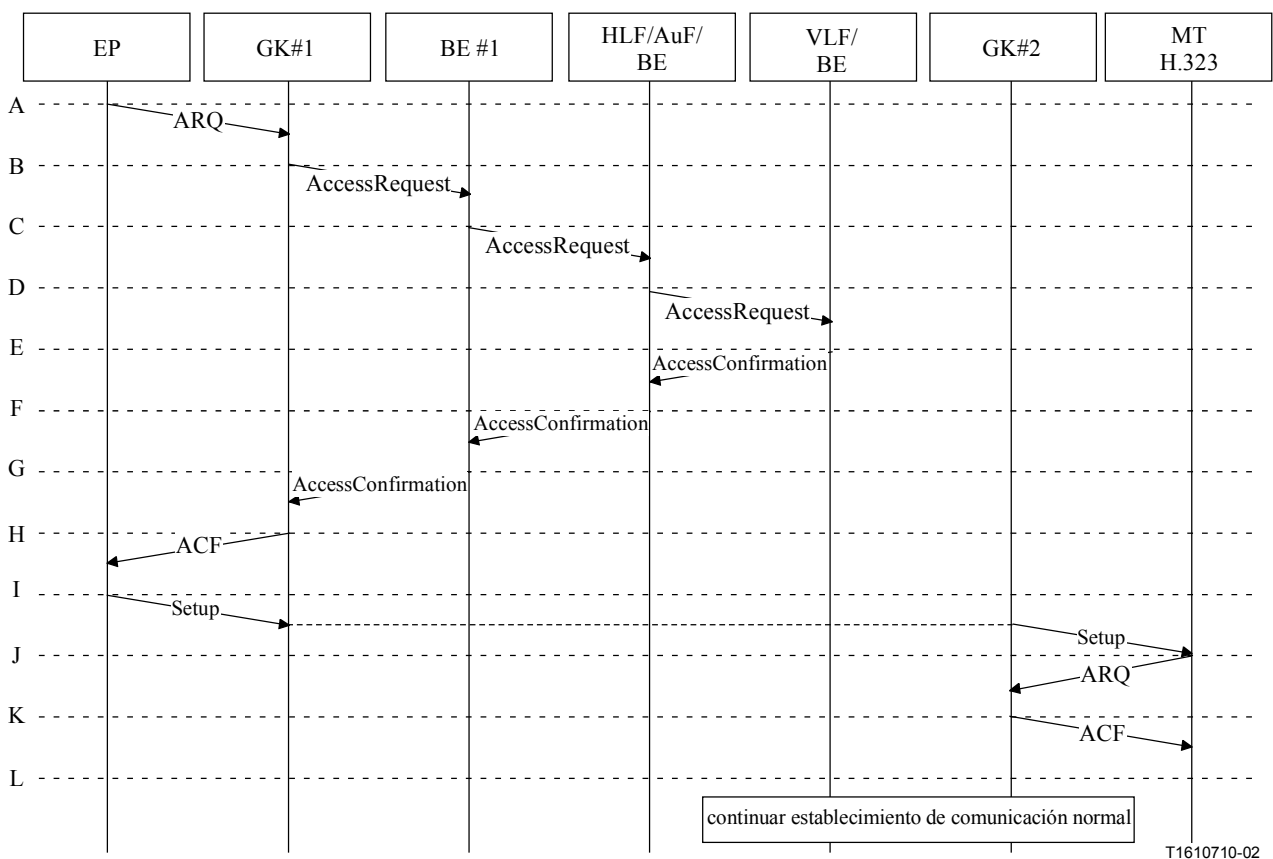 EP
GK#1
BE #1
HLF/AuF/
BE
VLF/
BE
GK#2
MT
H.323
A
ARQ
B
AccessRequest
C
AccessRequest
D
AccessRequest
E
AccessConfirmation
F
AccessConfirmation
G
AccessConfirmation
H
ACF
I
Setup
Setup
J
ARQ
K
ACF
L
continuar establecimiento de comunicación normal
T1610710-02